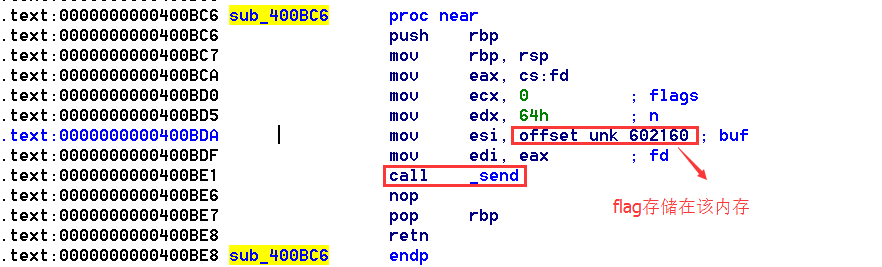 .text:0000000000400BC6 sub_400BC6 proc near
.text:0000000000400BC6 push rbp
.text:0000000000400BC7 mov rbp, rsp
.text:0000000000400BCA mov eax, cs:fd
.text:0000000000400BD0 mov ecx, 0 ; flags
.text:0000000000400BD5 mov edx, 64h ; n
.text:0000000000400BDA mov esi, offset unk_602160 ; buf
.text:0000000000400BDF mov edi, eax ; fd
.text:0000000000400BE1 call _send
.text:0000000000400BE6 nop
.text:0000000000400BE7 pop rbp
.text:0000000000400BE8 retn
.text:0000000000400BE8 sub_400BC6 endp
flag存储在该内存